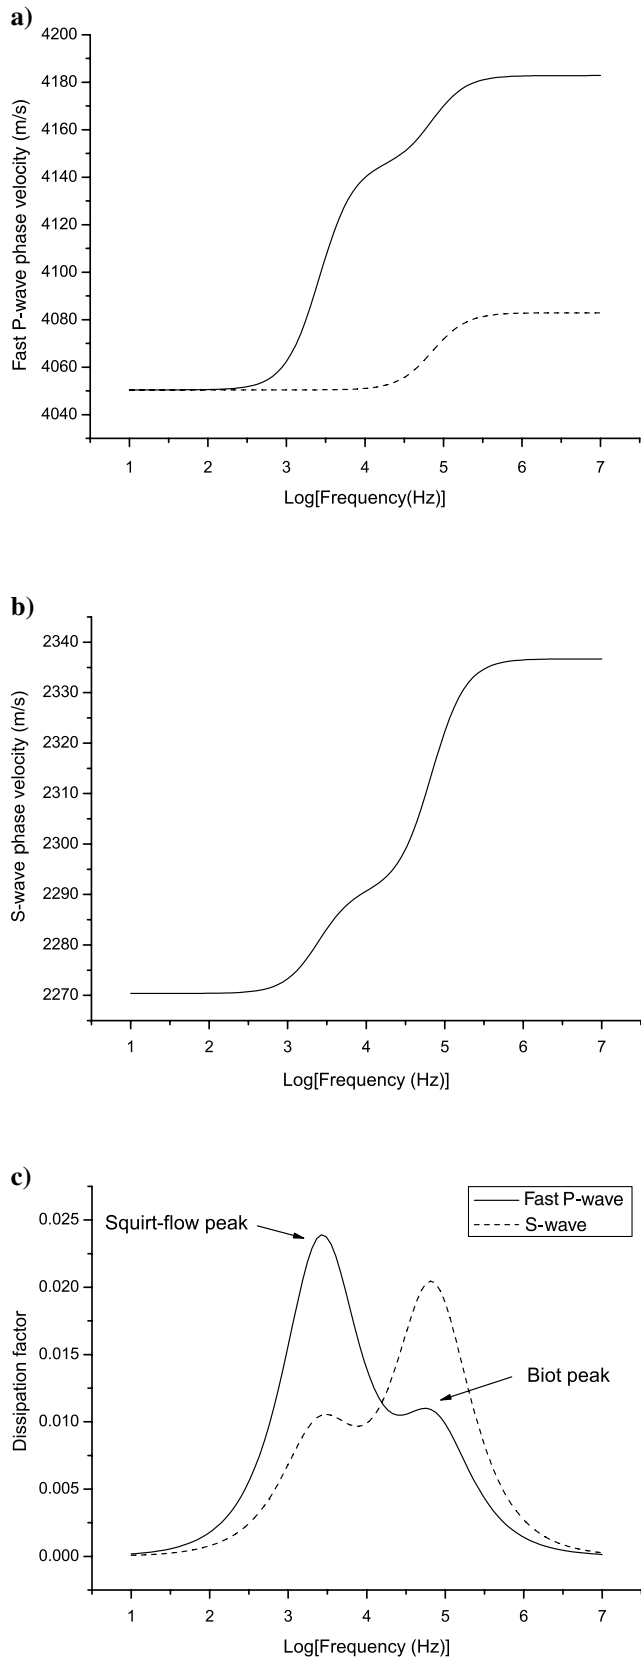 a)
4200
4180
4160
4140
4120
4100
4080
4060
4040
Fast P-wave phase velocity (m/s)
1 2 3 4 5 6 7
Log[Frequency(Hz)]
b)
2340
2330
2320
2310
2300
2290
2280
2270
S-wave phase velocity (m/s)
1 2 3 4 5 6 7
Log[Frequency (Hz)]
c)
Squirt-flow peak
Fast P-wave
S-wave
Biot peak
0.025
0.020
0.015
0.010
0.005
0.000
Dissipation factor
1 2 3 4 5 6 7
Log[Frequency (Hz)]